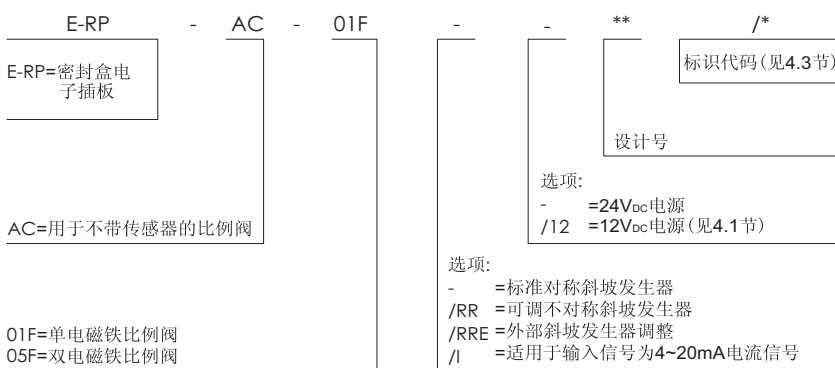 E-RP - AC - 01F - - ** /*
E-RP=密封盒电
子插板
标识代码(见4.3节)
设计号
选项:
- =24VDC电源
/12 =12VDC电源(见4.1节)
AC=用于不带传感器的比例阀
选项:
- =标准对称斜坡发生器
/RR =可调不对称斜坡发生器
/RRE =外部斜坡发生器调整
/I =适用于输入信号为4~20mA电流信号
01F=单电磁铁比例阀
05F=双电磁铁比例阀